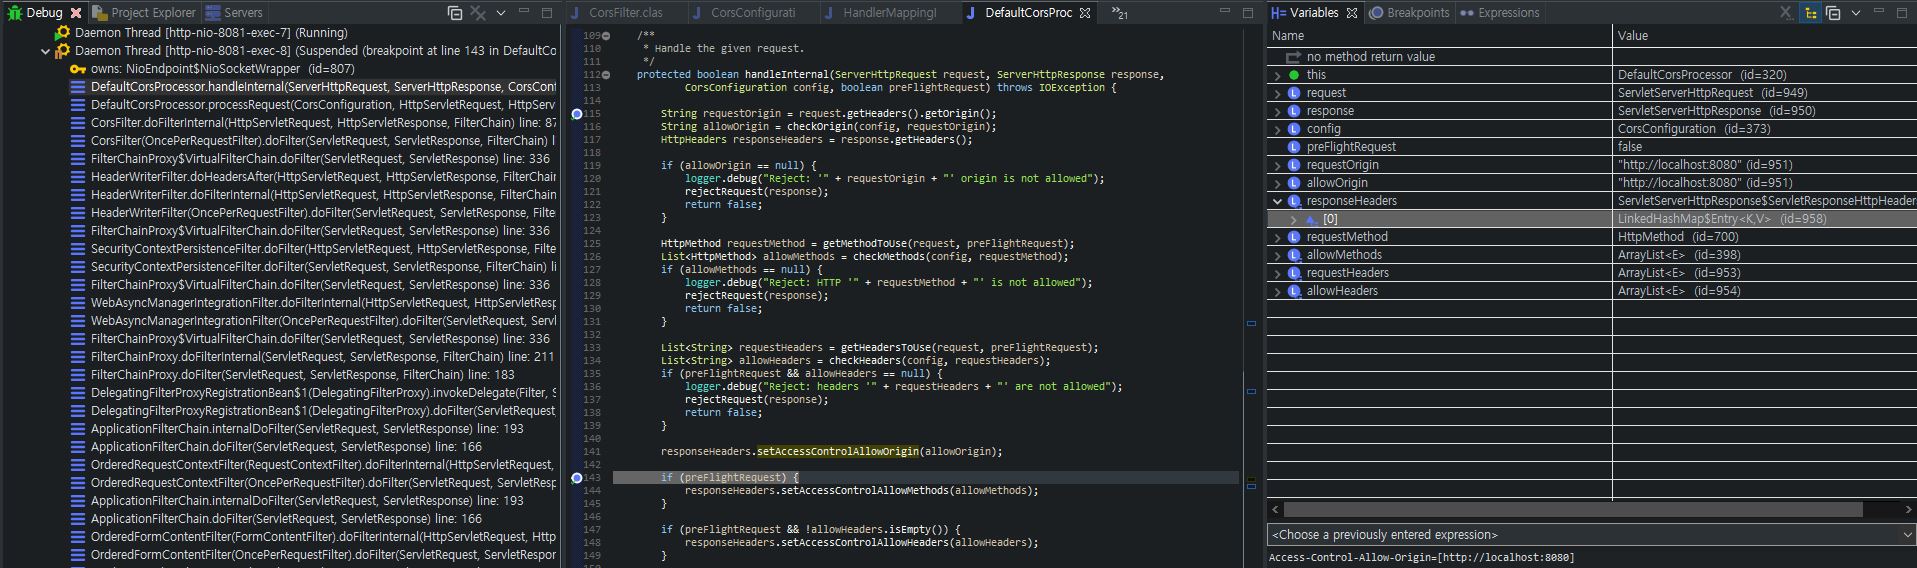 Debug
Project Explorer
Servers
Daemon Thread [http-nio-8081-exec-7] (Running)
Daemon Thread [http-nio-8081-exec-8] (Suspended (breakpoint at line 143 in DefaultCo
owns: NioEndpoint$NioSocketWrapper (id=807)
DefaultCorsProcessor.handleInternal(ServerHttpRequest, ServerHttpResponse, CorsConf
DefaultCorsProcessor.processRequest(CorsConfiguration, HttpServletRequest, HttpServ
CorsFilter.doFilterInternal(HttpServletRequest, HttpServletResponse, FilterChain) line: 87
CorsFilter(OncePerRequestFilter).doFilter(ServletRequest, ServletResponse, FilterChain) l
FilterChainProxy$VirtualFilterChain.doFilter(ServletRequest, ServletResponse) line: 336
HeaderWriterFilter.doHeadersAfter(HttpServletRequest, HttpServletResponse, FilterChain
HeaderWriterFilter.doFilterInternal(HttpServletRequest, HttpServletResponse, FilterChain
HeaderWriterFilter(OncePerRequestFilter).doFilter(ServletRequest, ServletResponse, Filter
FilterChainProxy$VirtualFilterChain.doFilter(ServletRequest, ServletResponse) line: 336
SecurityContextPersistenceFilter.doFilter(HttpServletRequest, HttpServletResponse, Filte
SecurityContextPersistenceFilter.doFilter(ServletRequest, ServletResponse, FilterChain) li
FilterChainProxy$VirtualFilterChain.doFilter(ServletRequest, ServletResponse) line: 336
WebAsyncManagerIntegrationFilter.doFilterInternal(HttpServletRequest, HttpServletResp
WebAsyncManagerIntegrationFilter(OncePerRequestFilter).doFilter(ServletRequest, Servl
FilterChainProxy$VirtualFilterChain.doFilter(ServletRequest, ServletResponse) line: 336
FilterChainProxy.doFilterInternal(ServletRequest, ServletResponse, FilterChain) line: 211
FilterChainProxy.doFilter(ServletRequest, ServletResponse, FilterChain) line: 183
DelegatingFilterProxyRegistrationBean$1(DelegatingFilterProxy).invokeDelegate(Filter, S
DelegatingFilterProxyRegistrationBean$1(DelegatingFilterProxy).doFilter(ServletRequest,
ApplicationFilterChain.internalDoFilter(ServletRequest, ServletResponse) line: 193
ApplicationFilterChain.doFilter(ServletRequest, ServletResponse) line: 166
OrderedRequestContextFilter(RequestContextFilter).doFilterInternal(HttpServletRequest,
OrderedRequestContextFilter(OncePerRequestFilter).doFilter(ServletRequest, ServletResp
ApplicationFilterChain.internalDoFilter(ServletRequest, ServletResponse) line: 193
ApplicationFilterChain.doFilter(ServletRequest, ServletResponse) line: 166
OrderedFormContentFilter(FormContentFilter).doFilterInternal(HttpServletRequest, Http
OrderedFormContentFilter(OncePerRequestFilter).doFilter(ServletRequest, ServletRespor
CorsFilter.clas
CorsConfigurati
HandlerMappingI
DefaultCorsProc
»21
109 /**
110 * Handle the given request.
111 */
112 protected boolean handleInternal(ServerHttpRequest request, ServerHttpResponse response,
113 CorsConfiguration config, boolean preFlightRequest) throws IOException {
114
115 String requestOrigin = request.getHeaders().getOrigin();
116 String allowOrigin = checkOrigin(config, requestOrigin);
117 HttpHeaders responseHeaders = response.getHeaders();
118
119 if (allowOrigin == null) {
120 logger.debug("Reject: '" + requestOrigin + "' origin is not allowed");
121 rejectRequest(response);
122 return false;
123 }
124
125 HttpMethod requestMethod = getMethodToUse(request, preFlightRequest);
126 List<HttpMethod> allowMethods = checkMethods(config, requestMethod);
127 if (allowMethods == null) {
128 logger.debug("Reject: HTTP '" + requestMethod + "' is not allowed");
129 rejectRequest(response);
130 return false;
131 }
132
133 List<String> requestHeaders = getHeadersToUse(request, preFlightRequest);
134 List<String> allowHeaders = checkHeaders(config, requestHeaders);
135 if (preFlightRequest && allowHeaders == null) {
136 logger.debug("Reject: headers '" + requestHeaders + "' are not allowed");
137 rejectRequest(response);
138 return false;
139 }
140
141 responseHeaders.setAccessControlAllowOrigin(allowOrigin);
142
143 if (preFlightRequest) {
144 responseHeaders.setAccessControlAllowMethods(allowMethods);
145 }
146
147 if (preFlightRequest && !allowHeaders.isEmpty()) {
148 responseHeaders.setAccessControlAllowHeaders(allowHeaders);
149 }
Variables
Breakpoints
Expressions
Name Value
no method return value
this DefaultCorsProcessor (id=320)
request ServletServerHttpRequest (id=949)
response ServletServerHttpResponse (id=950)
config CorsConfiguration (id=373)
preFlightRequest false
requestOrigin "http://localhost:8080" (id=951)
allowOrigin "http://localhost:8080" (id=951)
responseHeaders ServletServerHttpResponse$ServletResponseHttpHeader
[0] LinkedHashMap$Entry<K,V> (id=958)
requestMethod HttpMethod (id=700)
allowMethods ArrayList<E> (id=398)
requestHeaders ArrayList<E> (id=953)
allowHeaders ArrayList<E> (id=954)
<Choose a previously entered expression>
Access-Control-Allow-Origin=[http://localhost:8080]